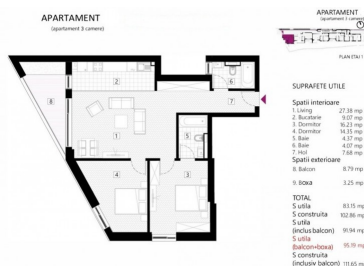 APARTAMENT
(apartament 3 camere)
APARTAMENT
(apartament 3 camere)
PLAN ETAJ 1
SUPRAFETE UTILE
Spatii interioare
1. Living 27.38 mp
2. Bucatarie 9.07 mp
3. Dormitor 16.23 mp
4. Dormitor 14.35 mp
5. Baie 4.37 mp
6. Baie 4.07 mp
7. Hol 7.68 mp
Spatii exterioare
8. Balcon 8.79 mp
9. boxa 3.25 mp
TOTAL
S utila 83.15 mp
S construita 102.86 mp
S utila
(inclus balcon) 91.94 mp
S utila
(balcon+boxa) 95.19 mp
S construita
(inclusiv balcon) 111.65 mp
2
6
7
8
1
5
4
3